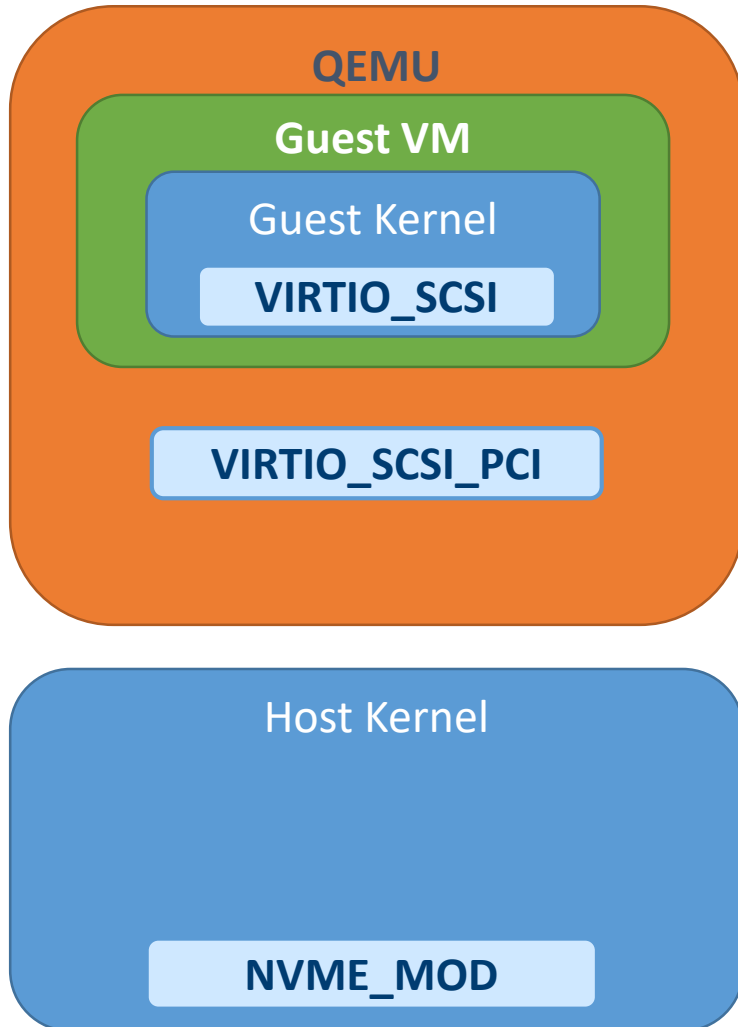 QEMU
Guest VM
Guest Kernel
VIRTIO_SCSI
VIRTIO_SCSI_PCI
Host Kernel
NVME_MOD